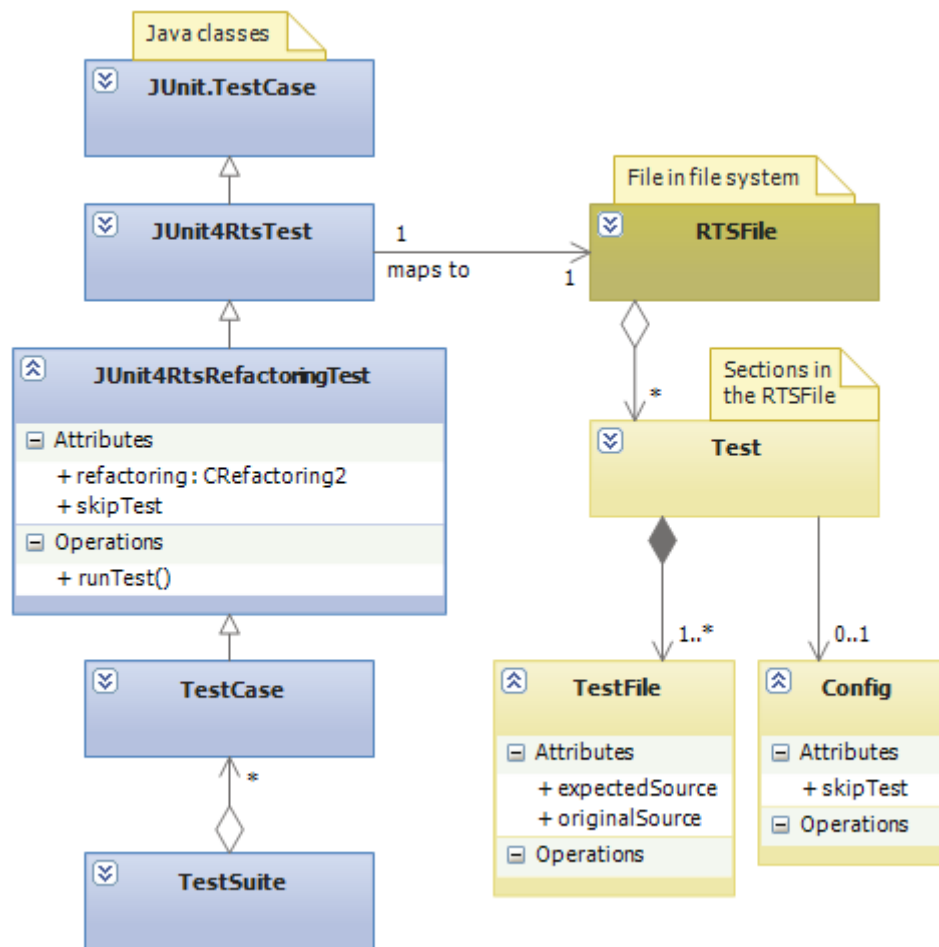 Java classes
JUnit.TestCase
File in file system
JUnit4RtsTest
1
maps to
1
RTSFile
JUnit4RtsRefactoringTest
Attributes
+ refactoring: CRefactoring2
+ skipTest
Operations
+ runTest()
*
Sections in
the RTSFile
Test
1..*
0..1
TestCase
TestFile
Attributes
+ expectedSource
+ originalSource
Operations
Config
Attributes
+ skipTest
Operations
*
TestSuite